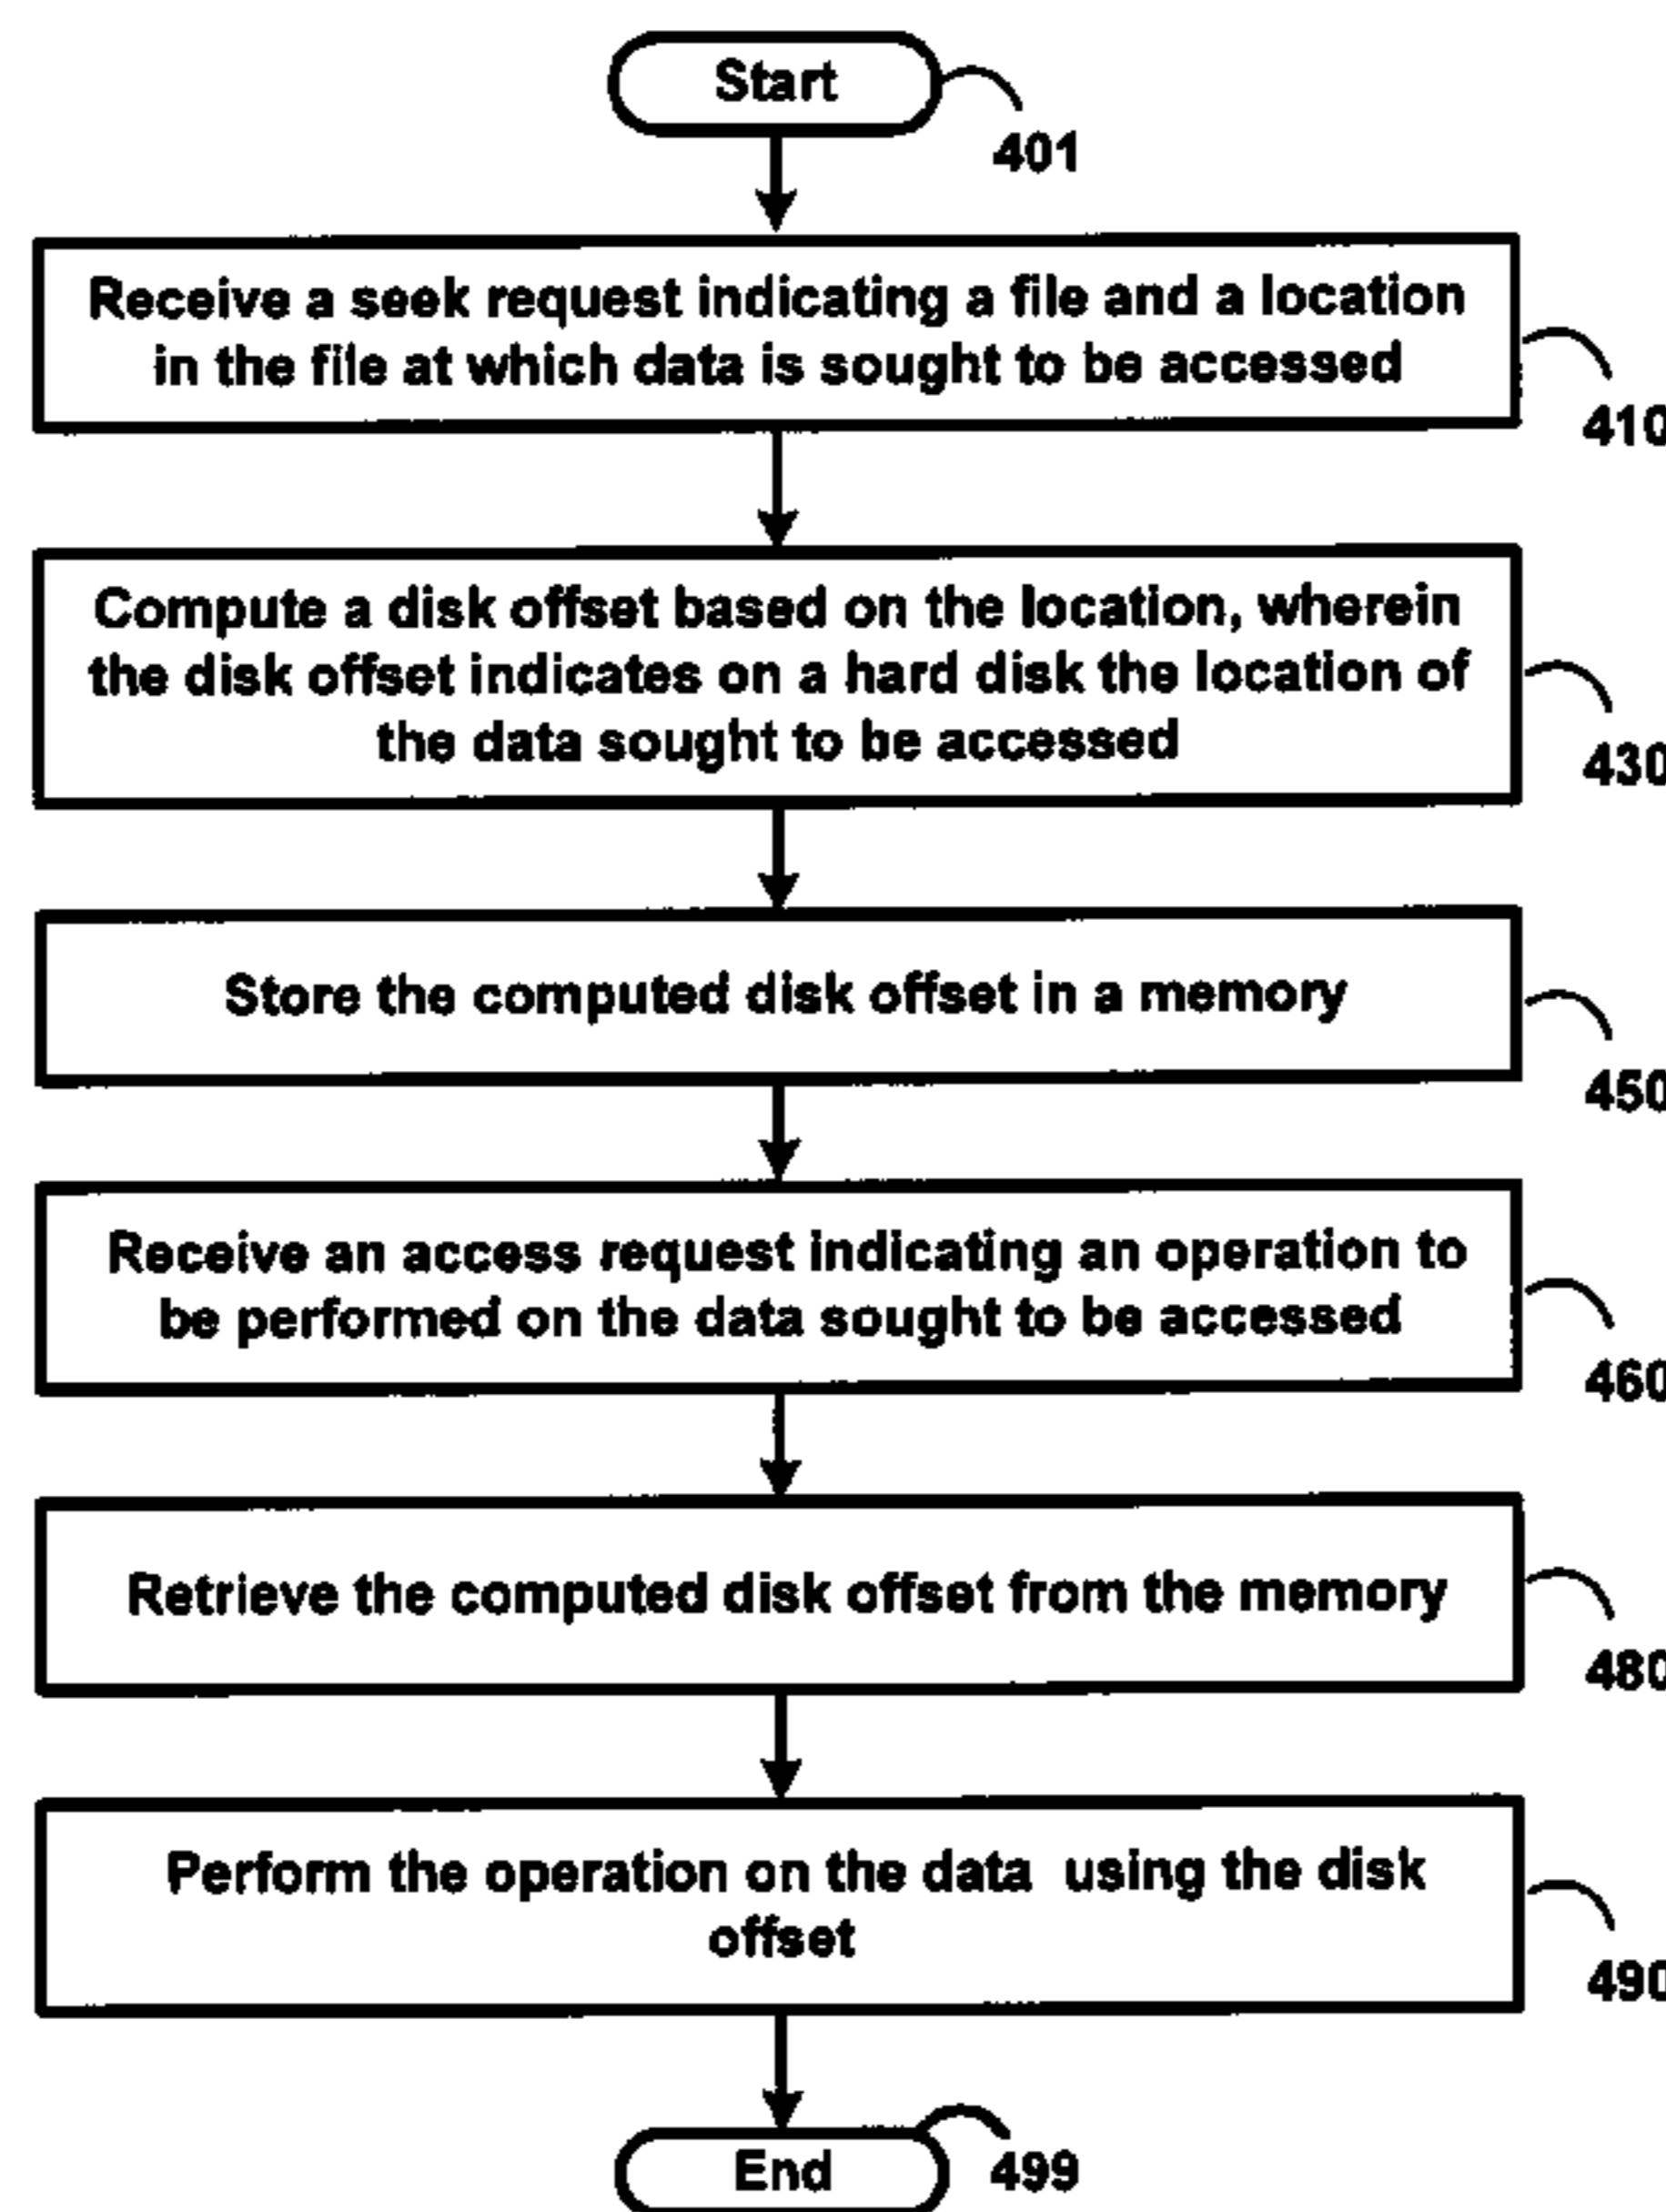 Start
401
Receive a seek request indicating a file and a location
in the file at which data is sought to be accessed
410
Compute a disk offset based on the location, wherein
the disk offset indicates on a hard disk the location of
the data sought to be accessed
430
Store the computed disk offset in a memory
450
Receive an access request indicating an operation to
be performed on the data sought to be accessed
460
Retrieve the computed disk offset from the memory
480
Perform the operation on the data using the disk
offset
490
End
499